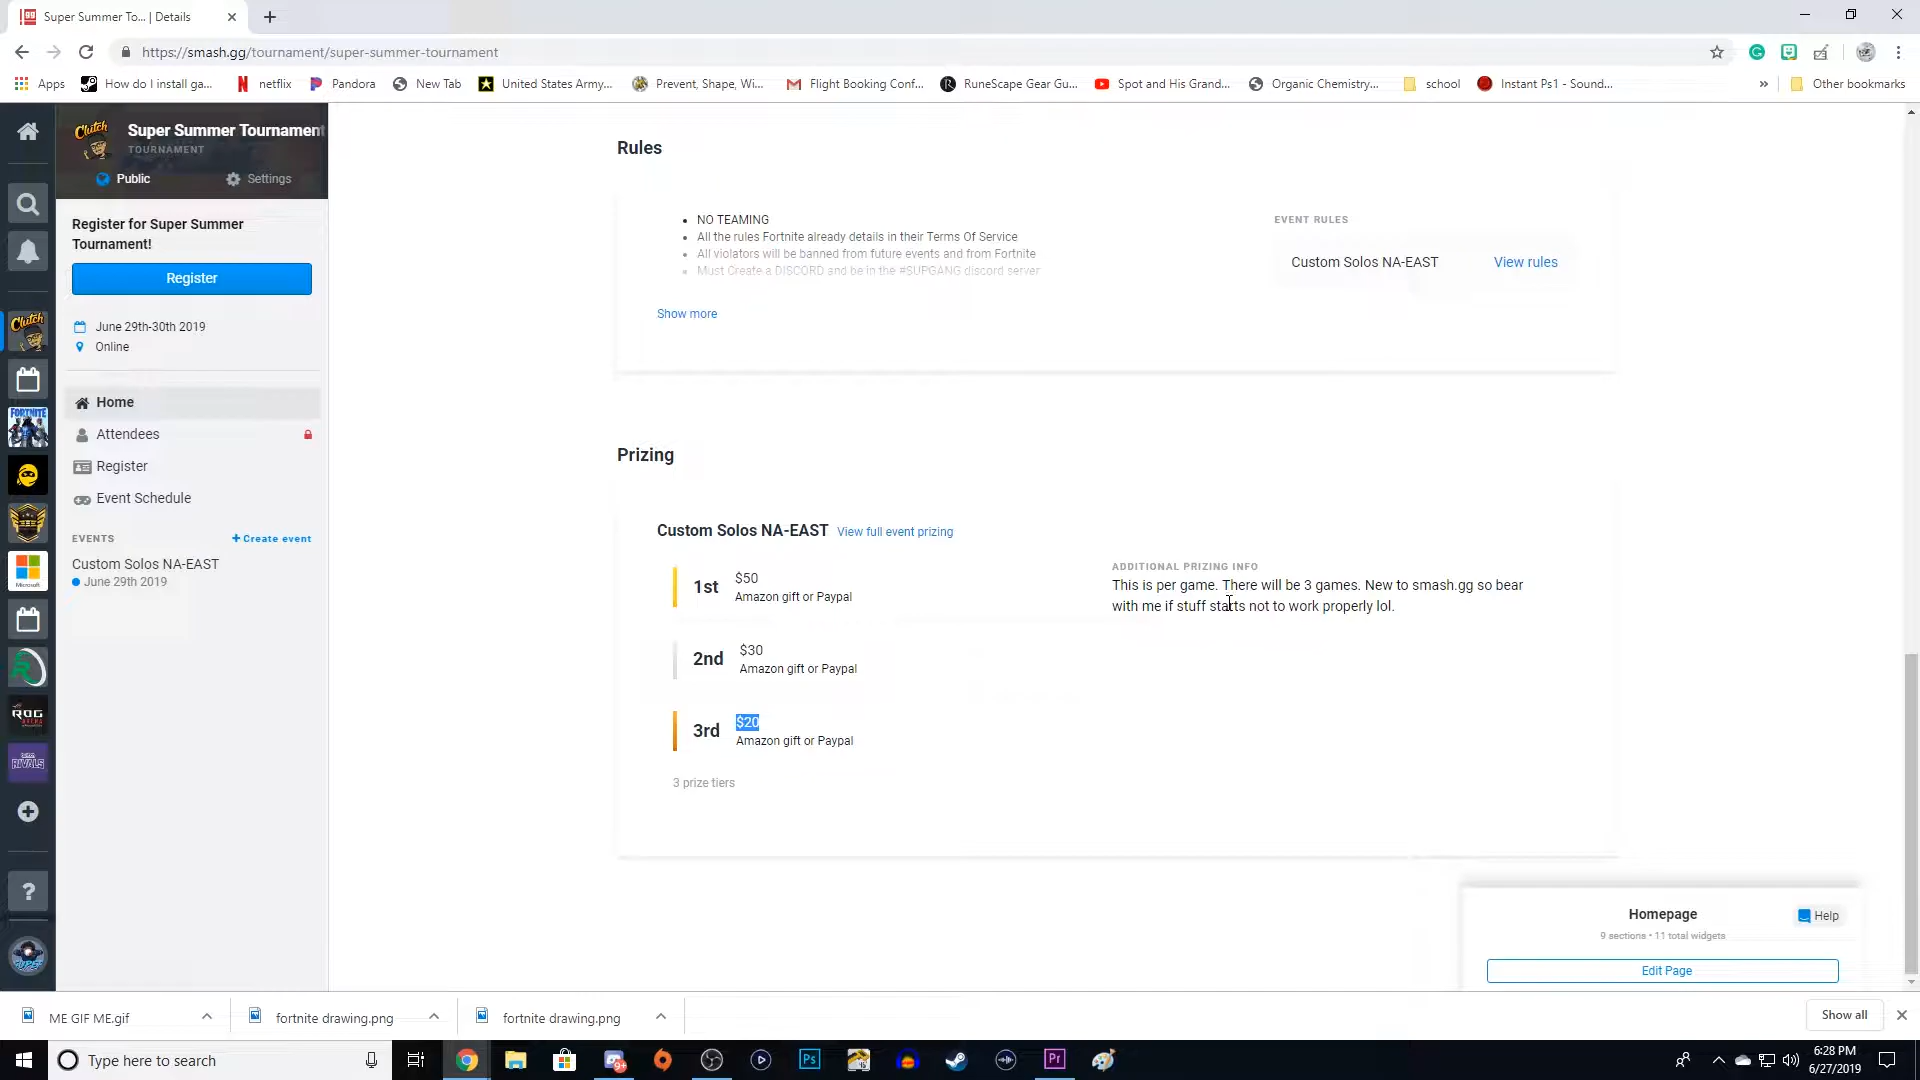 Super Summer To... | Details
https://smash.gg/tournament/super-summer-tournament
Apps
How do I install ga...
netflix
Pandora
New Tab
United States Army,...
Prevent, Shape, Wi...
Flight Booking Conf...
RuneScape Gear Gu...
Spot and His Grand...
Organic Chemistry,...
school
Instant Ps1 - Sound...
»
Other bookmarks
Clutch
Super Summer Tournament
TOURNAMENT
Public
Settings
Register for Super Summer
Tournament!
Register
June 29th-30th 2019
Online
Home
Attendees
Register
Event Schedule
EVENTS
+ Create event
Custom Solos NA-EAST
June 29th 2019
Clutch
FORTNITE
Microsoft
ROG
RIVALS
Rules
NO TEAMING
All the rules Fortnite already details in their Terms Of Service
All violators will be banned from future events and from Fortnite
Must Create a DISCORD and be in the #SUPGANG discord server
Show more
EVENT RULES
Custom Solos NA-EAST
View rules
Prizing
Custom Solos NA-EAST View full event prizing
1st
$50
Amazon gift or Paypal
2nd
$30
Amazon gift or Paypal
3rd
$20
Amazon gift or Paypal
3 prize tiers
ADDITIONAL PRIZING INFO
This is per game. There will be 3 games. New to smash.gg so bear
with me if stuff starts not to work properly lol.
Homepage
Help
9 sections • 11 total widgets
Edit Page
ME GIF ME.gif
fortnite drawing.png
fortnite drawing.png
Show all
Type here to search
9+
Ps
Pr
6:28 PM
6/27/2019